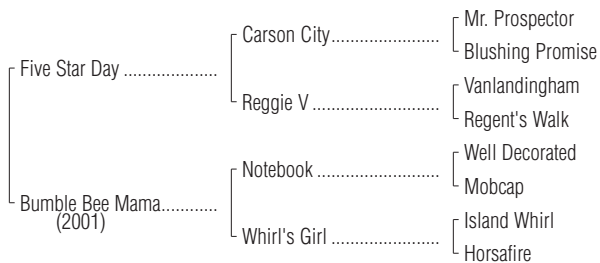 Mr. Prospector
Carson City.......................
Blushing Promise
Five Star Day ....................
Vanlandingham
Reggie V ...........................
Regent's Walk
Well Decorated
Notebook ..........................
Mobcap
Bumble Bee Mama............
(2001)
Island Whirl
Whirl's Girl .......................
Horsafire